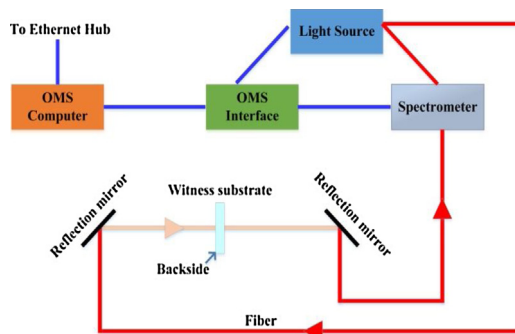 To Ethernet Hub
Light Source
OMS
Computer
OMS
Interface
Spectrometer
Reflection mirror
Witness substrate
Reflection mirror
Backside
Fiber